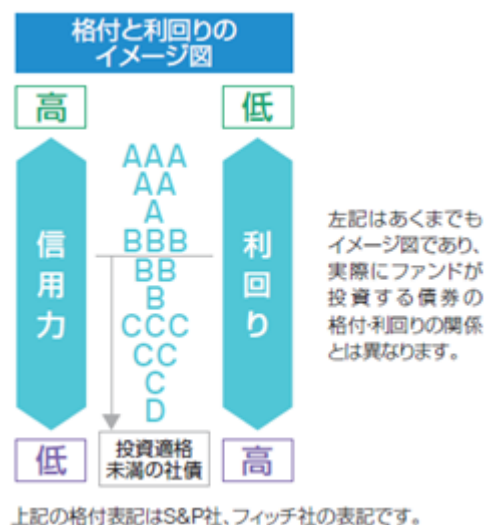 格付と利回りの
イメージ図
高
低
AAA
AA
A
BBB
BB
B
CCC
CC
C
D
信用力
利回り
左記はあくまでも
イメージ図であり、
実際にファンドが
投資する債券の
格付・利回りの関係
とは異なります。
低
投資適格
未満の社債
高
上記の格付表記はS&P社、フィッチ社の表記です。